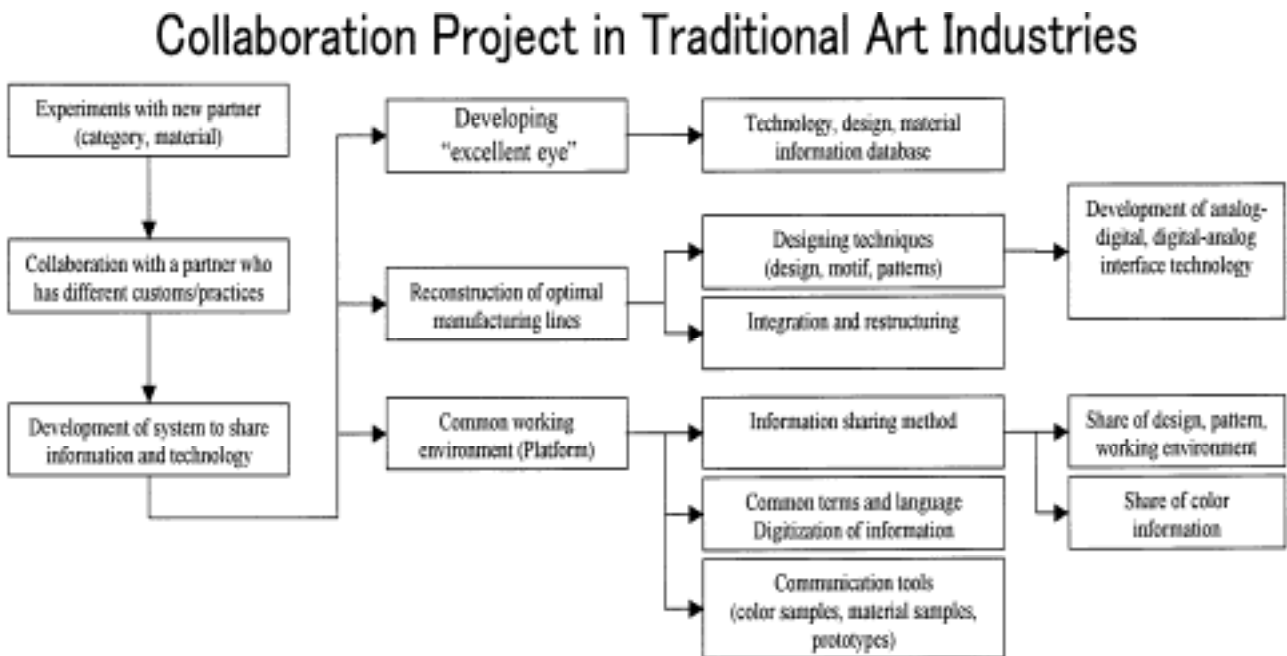 Collaboration Project in Traditional Art Industries
Experiments with new partner
(category, material)
Collaboration with a partner who
has different customs/practices
Development of system to share
information and technology
Developing
“excellent eye”
Reconstruction of optimal
manufacturing lines
Common working
environment (Platform)
Technology, design, material
information database
Designing techniques
(design, motif, patterns)
Integration and restructuring
Information sharing method
Common terms and language
Digitization of information
Communication tools
(color samples, material samples,
prototypes)
Development of analog-
digital, digital-analog
interface technology
Share of design, pattern,
working environment
Share of color
information